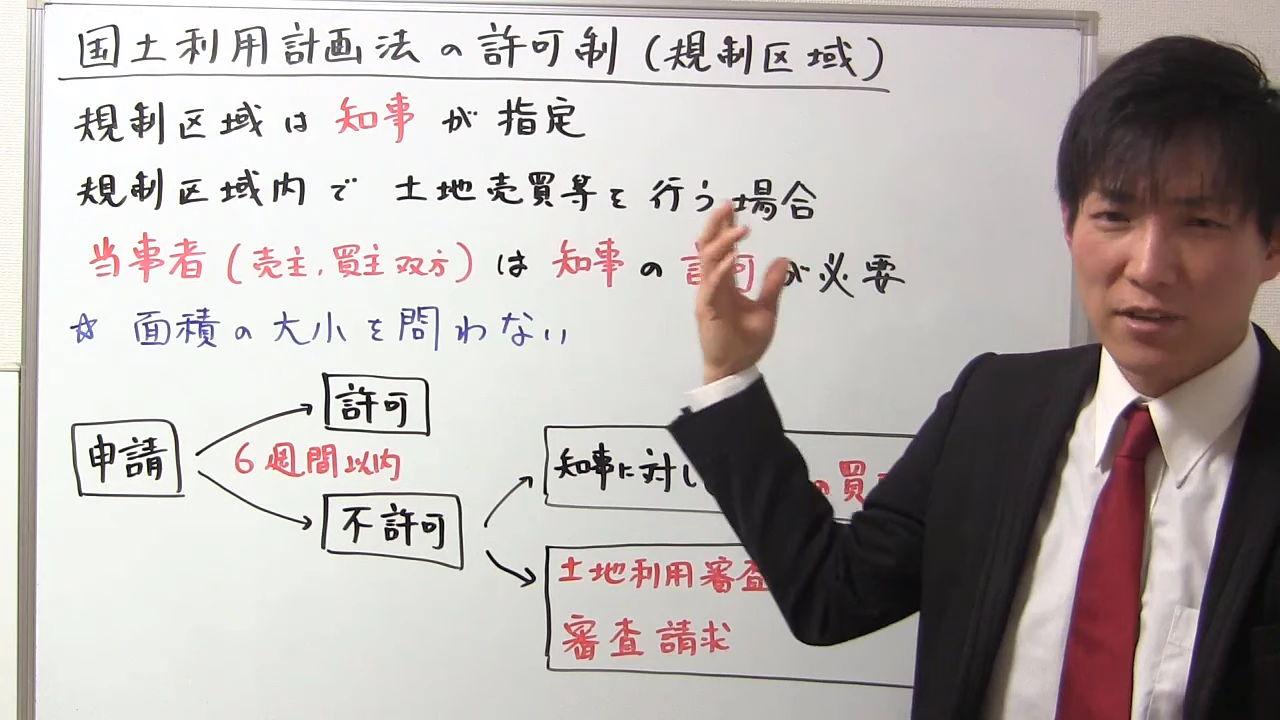 国土利用計画法の許可制(規制区域)
規制区域は知事が指定
規制区域内で土地売買等を行う場合
当事者(売主,買主双方)は知事の許可が必要
☆ 面積の大小を問わない
申請
6週間以内
許可
不許可
知事に対し の買
土地利用審査
審査請求